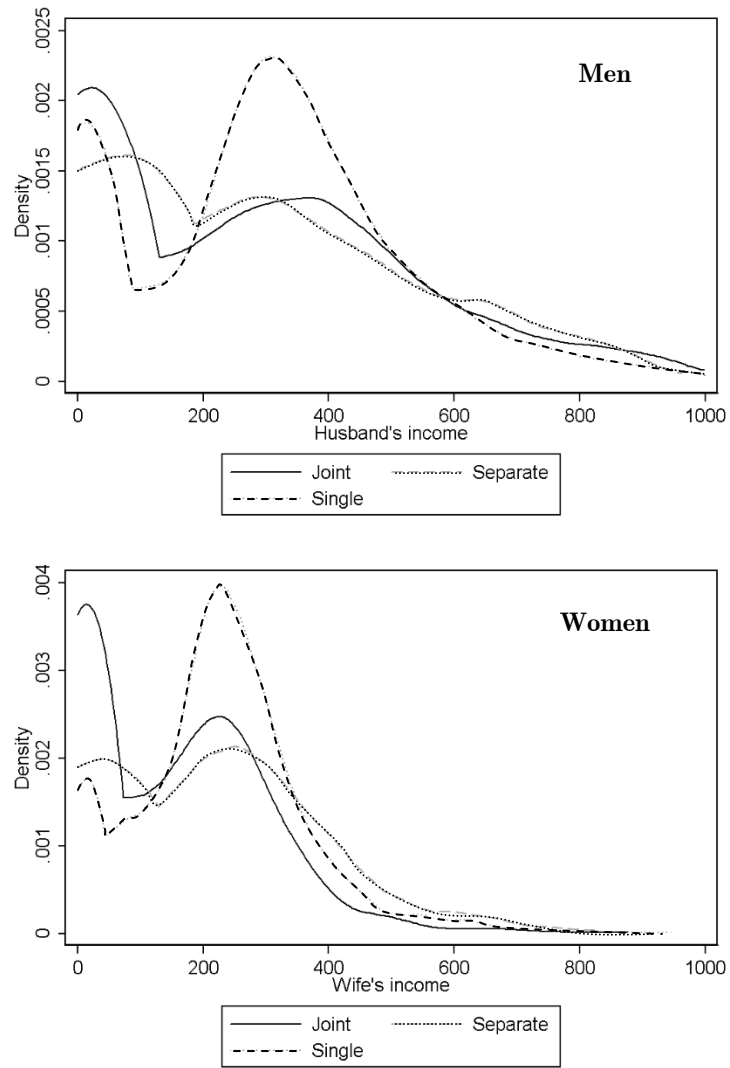 .0025
Men
.002
.0015
Density
.001
.0005
0
0 200 400 600 800 1000
Husband's income
Joint Separate
Single
.004
Women
.003
.002
Density
.001
0
0 200 400 600 800 1000
Wife's income
Joint Separate
Single